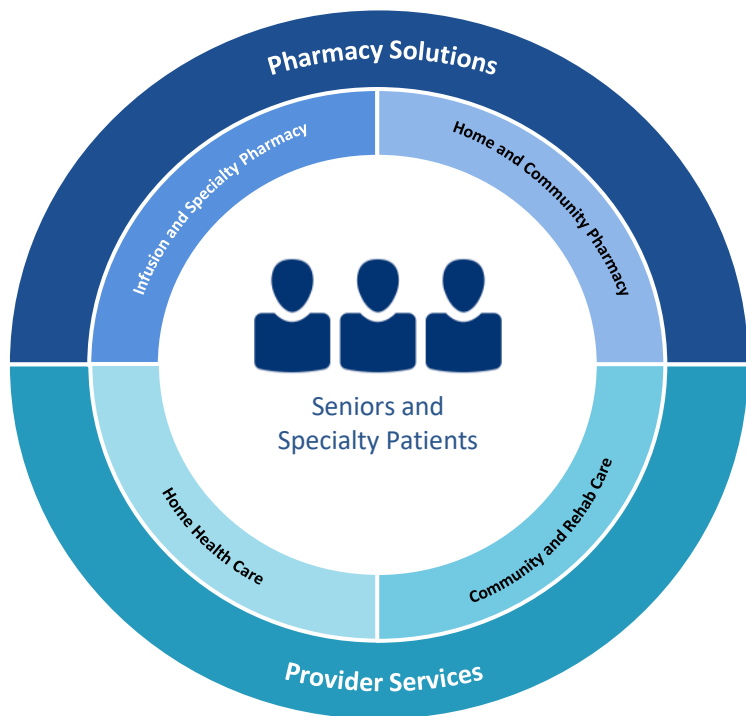 Pharmacy Solutions
Infusion and Specialty Pharmacy
Home and Community Pharmacy
Seniors and
Specialty Patients
Home Health Care
Community and Rehab Care
Provider Services